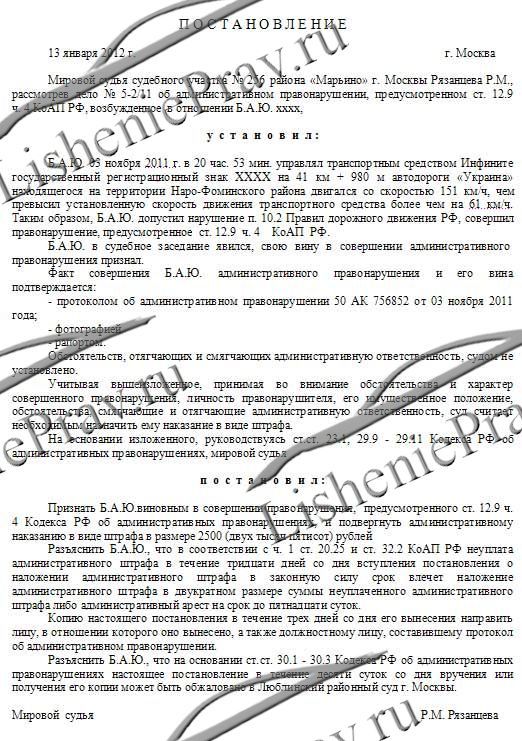 П О С Т А Н О В Л Е Н И Е
13 января 2012 г. г. Москва
Мировой судья судебного участка № 256 района «Марьино» г. Москвы Рязанцева Р.М.,
рассмотрев дело № 5-2/11 об административном правонарушении, предусмотренном ст. 12.9
ч. 4 КоАП РФ, возбужденное в отношении Б.А.Ю. хххх,
у с т а н о в и л :
Б.А.Ю. 03 ноября 2011 г. в 20 час. 53 мин. управлял транспортным средством Инфините
государственный регистрационный знак ХХХХ на 41 км + 980 м автодороги «Украина»
находящегося на территории Наро-Фоминского района двигался со скоростью 151 км/ч, чем
превысил установленную скорость движения транспортного средства более чем на 61 км/ч.
Таким образом, Б.А.Ю. допустил нарушение п. 10.2 Правил дорожного движения РФ, совершил
правонарушение, предусмотренное ст. 12.9 ч. 4 КоАП РФ.
Б.А.Ю. в судебное заседание явился, свою вину в совершении административного
правонарушения признал.
Факт совершения Б.А.Ю. административного правонарушения и его вина
подтверждается:
- протоколом об административном правонарушении 50 АК 756852 от 03 ноября 2011
года;
- фотографией
- рапортом.
Обстоятельств, отягчающих и смягчающих административную ответственность, судом не
установлено.
Учитывая вышеизложенное, принимая во внимание обстоятельства и характер
совершенного правонарушения, личность правонарушителя, его имущественное положение,
обстоятельства смягчающие и отягчающие административную ответственность, суд считает
необходимым назначить ему наказание в виде штрафа.
На основании изложенного, руководствуясь ст.ст. 23.1, 29.9 - 29.11 Кодекса РФ об
административных правонарушениях, мировой судья
п о с т а н о в и л :
Признать Б.А.Ю.виновным в совершении правонарушения, предусмотренного ст. 12.9 ч.
4 Кодекса РФ об административных правонарушениях, и подвергнуть административному
наказанию в виде штрафа в размере 2500 (двух тысяч пятисот) рублей
Разъяснить Б.А.Ю., что в соответствии с ч. 1 ст. 20.25 и ст. 32.2 КоАП РФ неуплата
административного штрафа в течение тридцати дней со дня вступления постановления о
наложении административного штрафа в законную силу срок влечет наложение
административного штрафа в двукратном размере суммы неуплаченного административного
штрафа либо административный арест на срок до пятнадцати суток.
Копию настоящего постановления в течение трех дней со дня его вынесения направить
лицу, в отношении которого оно вынесено, а также должностному лицу, составившему протокол
об административном правонарушении.
Разъяснить Б.А.Ю., что на основании ст.ст. 30.1 - 30.3 Кодекса РФ об административных
правонарушениях настоящее постановление в течение десяти суток со дня вручения или
получения его копии может быть обжаловано в Люблинский районный суд г. Москвы.
Мировой судья Р.М. Рязанцева
LisheniePrav.ru
LisheniePrav.ru
LisheniePrav.ru
LisheniePrav.ru